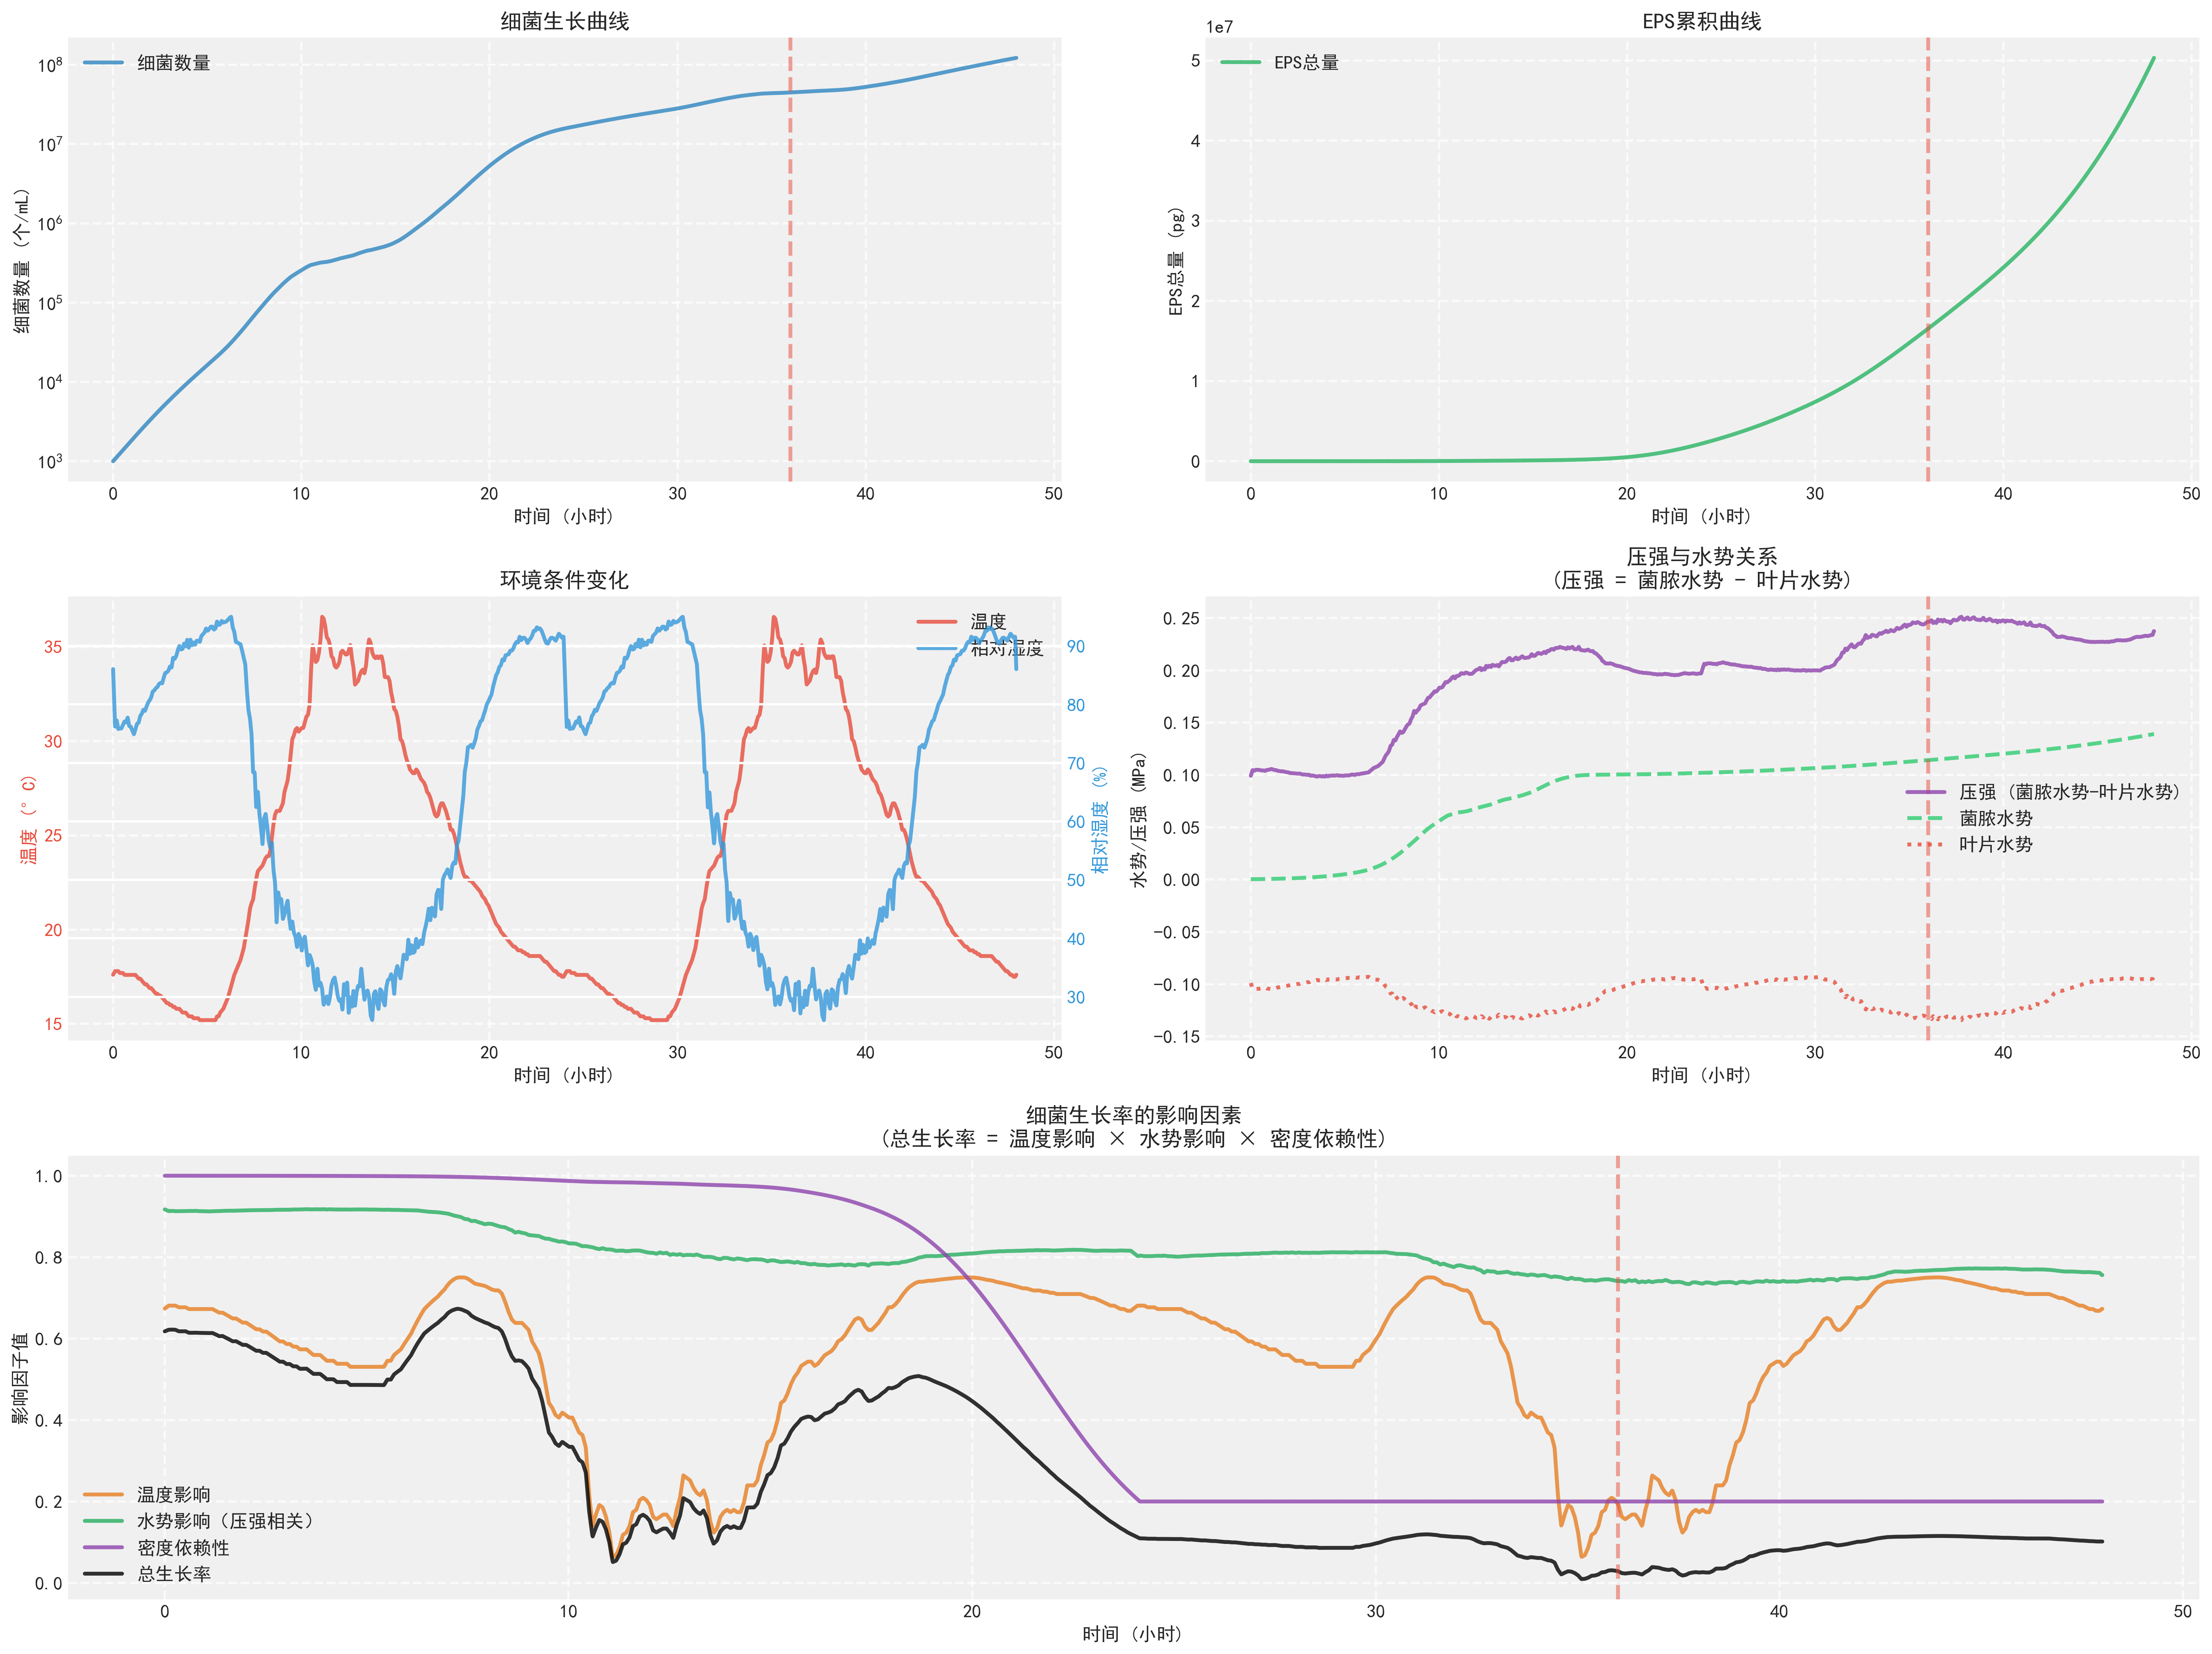 细菌生长曲线
细菌数量
细菌数量 (个/mL)
10⁸
10⁷
10⁶
10⁵
10⁴
10³
0 10 20 30 40 50
时间 (小时)
EPS累积曲线
1e7
EPS总量
EPS总量 (pg)
5
4
3
2
1
0
0 10 20 30 40 50
时间 (小时)
环境条件变化
温度
相对湿度
温度 (°C)
35
30
25
20
15
相对湿度 (%)
90
80
70
60
50
40
30
0 10 20 30 40 50
时间 (小时)
压强与水势关系
(压强 = 菌脓水势 - 叶片水势)
水势/压强 (MPa)
0.25
0.20
0.15
0.10
0.05
0.00
-0.05
-0.10
-0.15
压强 (菌脓水势-叶片水势)
菌脓水势
叶片水势
0 10 20 30 40 50
时间 (小时)
细菌生长率的影响因素
(总生长率 = 温度影响 × 水势影响 × 密度依赖性)
影响因子值
1.0
0.8
0.6
0.4
0.2
0.0
温度影响
水势影响（压强相关）
密度依赖性
总生长率
0 10 20 30 40 50
时间 (小时)